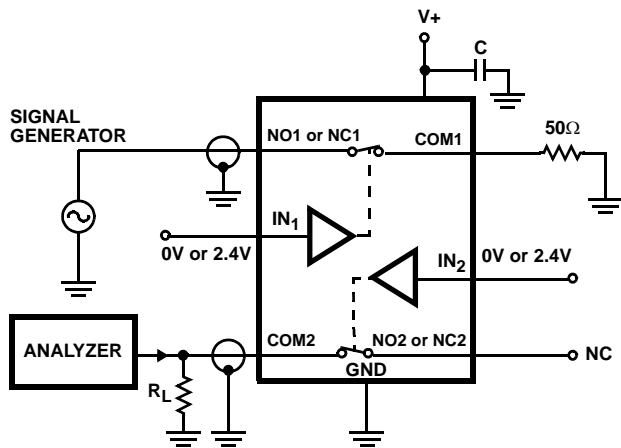 V+
C
SIGNAL
GENERATOR
NO1 or NC1
COM1
50Ω
IN1
0V or 2.4V
IN2
0V or 2.4V
ANALYZER
COM2
NO2 or NC2
NC
GND
RL